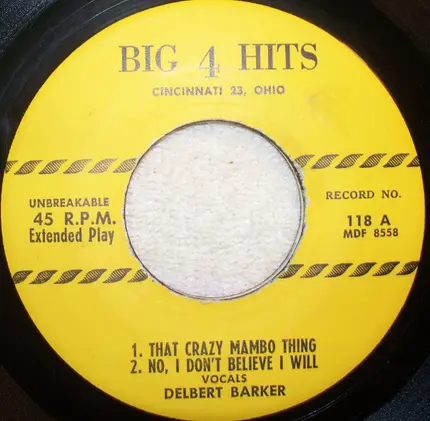 BIG 4 HITS
CINCINNATI 23, OHIO
UNBREAKABLE
45 R.P.M.
Extended Play
RECORD NO.
118 A
MDF 8558
1. THAT CRAZY MAMBO THING
2. NO, I DON'T BELIEVE I WILL
VOCALS
DELBERT BARKER